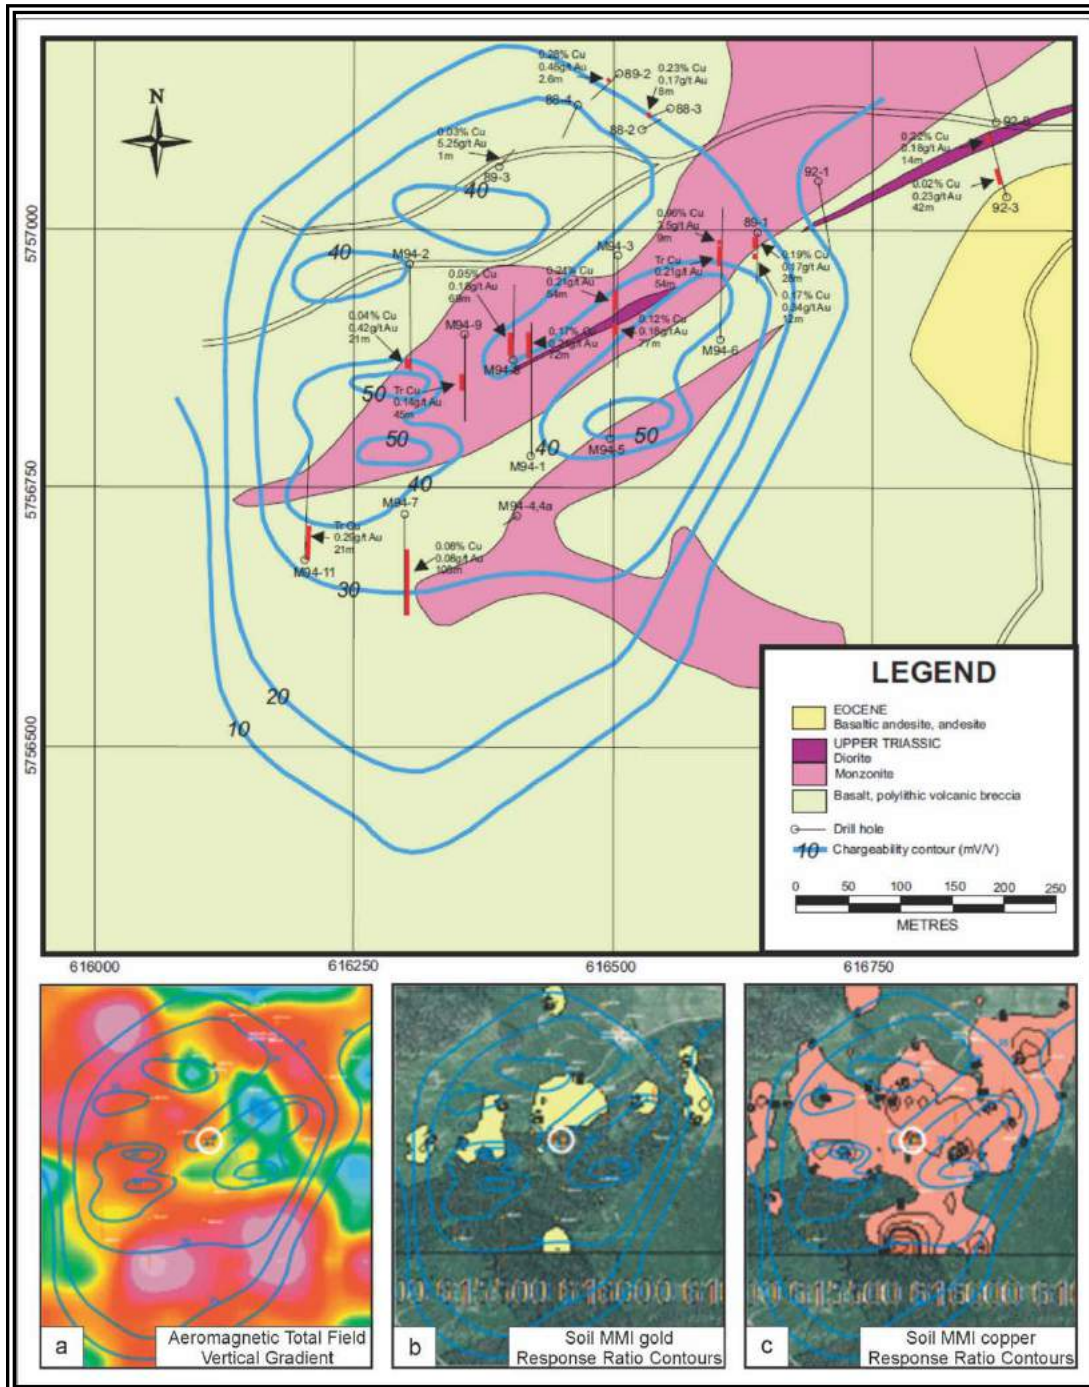 0.28% Cu
0.46g/t Au
2.6m
89-2
0.23% Cu
0.17g/t Au
8m
88-4
88-3
88-2
N
0.03% Cu
5.25g/t Au
1m
89-3
40
92-1
0.22% Cu
0.18g/t Au
14m
0.02% Cu
0.23g/t Au
42m
92-3
5757000
40
M94-2
M94-3
0.96% Cu
9m
89-1
Tr Cu
0.21g/t Au
54m
0.19% Cu
0.17g/t Au
28m
0.17% Cu
0.34g/t Au
12m
0.05% Cu
0.18g/t Au
0.24% Cu
0.21g/t Au
54m
0.04% Cu
0.42g/t Au
21m
M94-9
M94-8
72m
0.12% Cu
0.18g/t Au
77m
M94-6
50
Tr Cu
0.14g/t Au
45m
50
40
M94-1
M94-5
50
5756750
40
M94-7
M94-4,4a
Tr Cu
0.29g/t Au
21m
M94-11
0.08% Cu
0.08g/t Au
30
20
10
5756500
LEGEND
EOCENE
Basaltic andesite, andesite
UPPER TRIASSIC
Diorite
Monzonite
Basalt, polylithic volcanic breccia
Drill hole
10 Chargeability contour (mV/V)
0 50 100 150 200 250
METRES
616000 616250 616500 616750
a
Aeromagnetic Total Field
Vertical Gradient
b
Soil MMI gold
Response Ratio Contours
c
Soil MMI copper
Response Ratio Contours